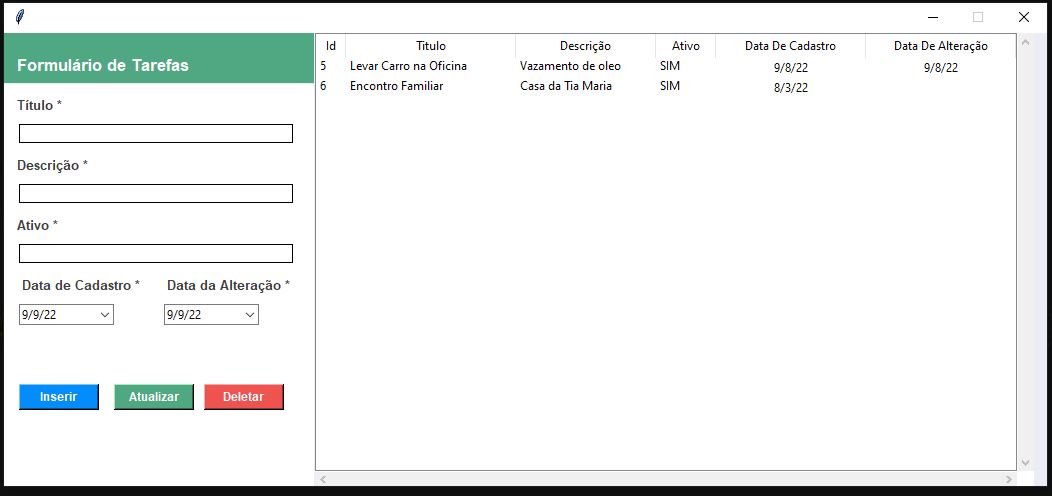 Formulário de Tarefas
Título *
Descrição *
Ativo *
Data de Cadastro * Data da Alteração *
9/9/22 9/9/22
Inserir Atualizar Deletar
Id Titulo Descrição Ativo Data De Cadastro Data De Alteração
5 Levar Carro na Oficina Vazamento de oleo SIM 9/8/22 9/8/22
6 Encontro Familiar Casa da Tia Maria SIM 8/3/22